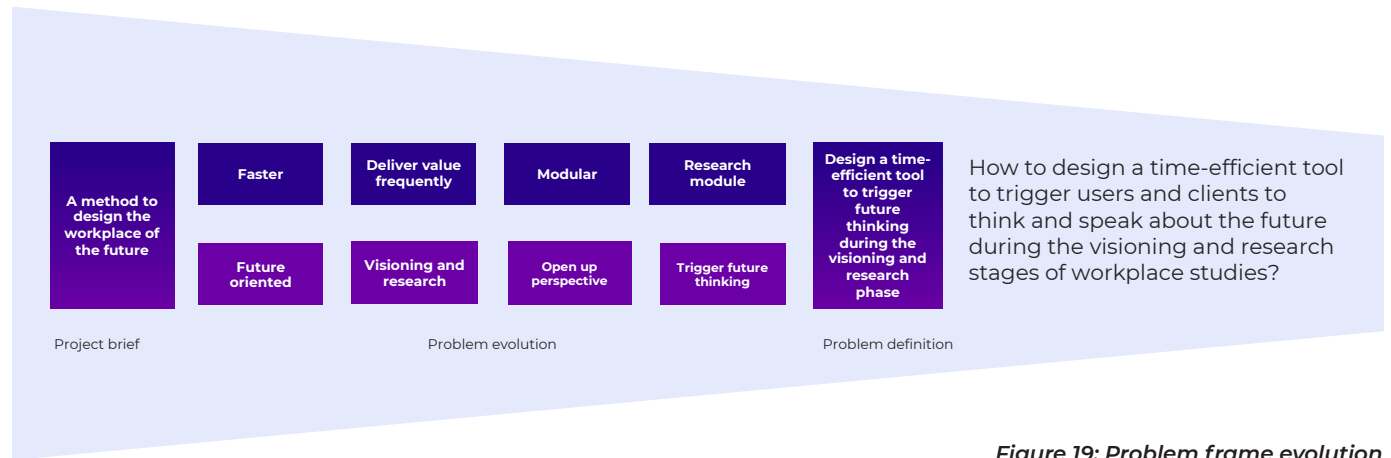 A method to
design the
workplace of
the future
Faster
Deliver value
frequently
Modular
Research
module
Future
oriented
Visioning and
research
Open up
perspective
Trigger future
thinking
Design a time-
efficient tool
to trigger
future
thinking
during the
visioning and
research
phase
How to design a time-efficient tool
to trigger users and clients to
think and speak about the future
during the visioning and research
stages of workplace studies?
Project brief
Problem evolution
Problem definition
Figure 19: Problem frame evolution